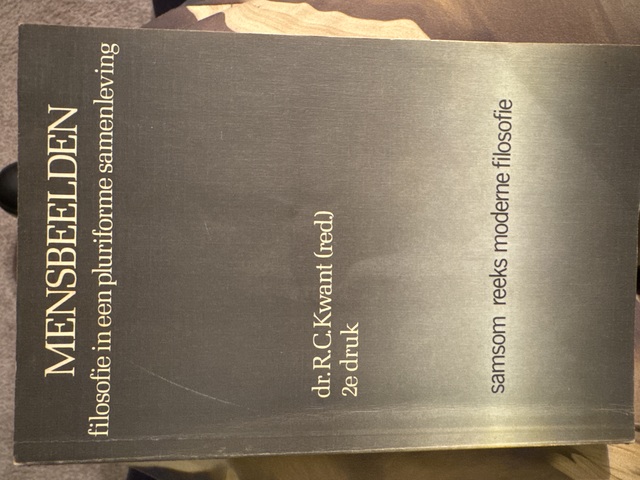 MENSBEELDEN
filosofie in een pluriforme samenleving
dr. R.C. Kwant (red.)
2e druk
samsom reeks moderne filosofie